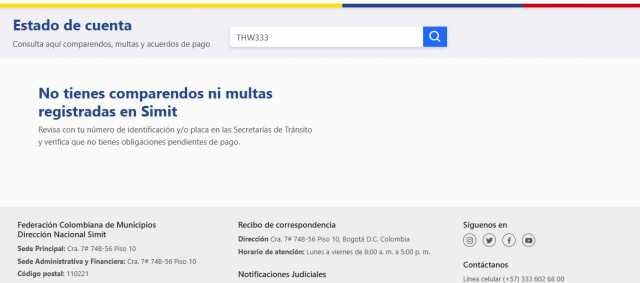 Estado de cuenta
Consulta aquí comparendos, multas y acuerdos de pago
THW333
No tienes comparendos ni multas
registradas en Simit
Revisa con tu número de identificación y/o placa en las Secretarías de Tránsito
y verifica que no tienes obligaciones pendientes de pago.
Federación Colombiana de Municipios
Dirección Nacional Simit
Sede Principal: Cra. 7# 74B-56 Piso 10
Sede Administrativa y Financiera: Cra. 7# 74B-56 Piso 10
Código postal: 110221
Recibo de correspondencia
Dirección Cra. 7# 74B-56 Piso 10, Bogotá D.C. Colombia
Horario de atención: Lunes a viernes de 8:00 a. m. a 5:00 p. m.
Notificaciones Judiciales
Síguenos en
Contáctanos
Línea celular (+57) 333 602 68 00